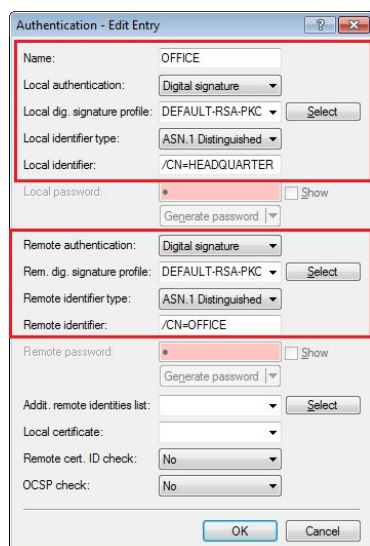 Authentication - Edit Entry
Name: OFFICE
Local authentication: Digital signature
Local dig. signature profile: DEFAULT-RSA-PKC Select
Local identifier type: ASN.1 Distinguished
Local identifier: /CN=HEADQUARTER
Local password: Show
Generate password
Remote authentication: Digital signature
Rem. dig. signature profile: DEFAULT-RSA-PKC Select
Remote identifier type: ASN.1 Distinguished
Remote identifier: /CN=OFFICE
Remote password: Show
Generate password
Addit. remote identities list: Select
Local certificate:
Remote cert. ID check: No
OCSP check: No
OK Cancel